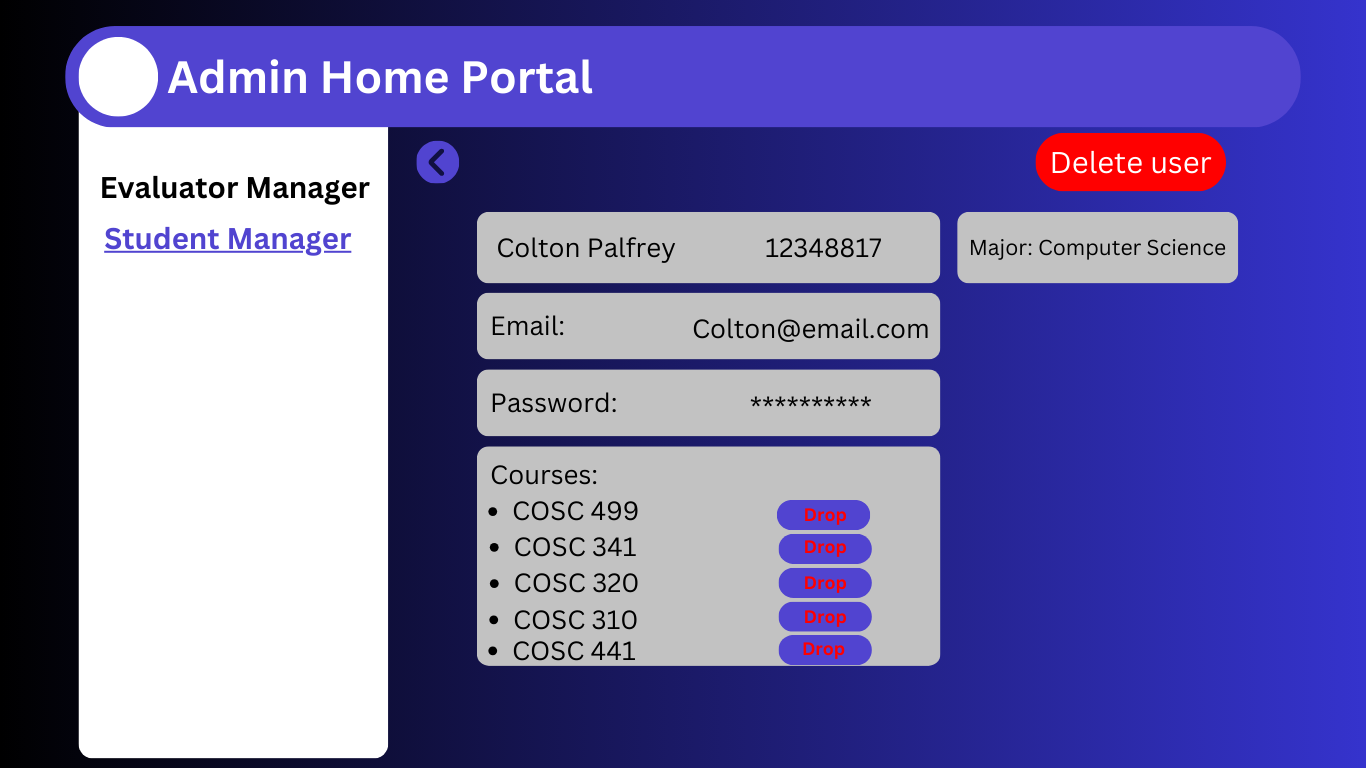 Admin Home Portal
Delete user
Evaluator Manager
Student Manager
Colton Palfrey 12348817
Major: Computer Science
Email: Colton@email.com
Password: **********
Courses:
• COSC 499 Drop
• COSC 341 Drop
• COSC 320 Drop
• COSC 310 Drop
• COSC 441 Drop